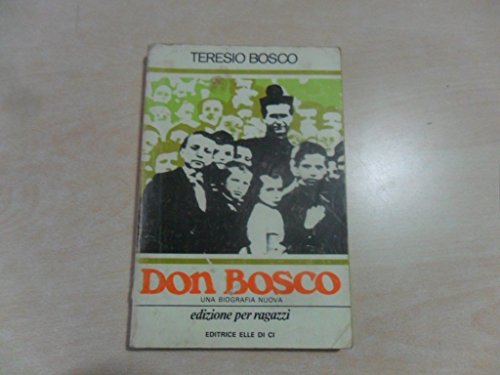 TERESIO BOSCO
DON BOSCO
UNA BIOGRAFIA NUOVA
edizione per ragazzi
EDITRICE ELLE DI CI